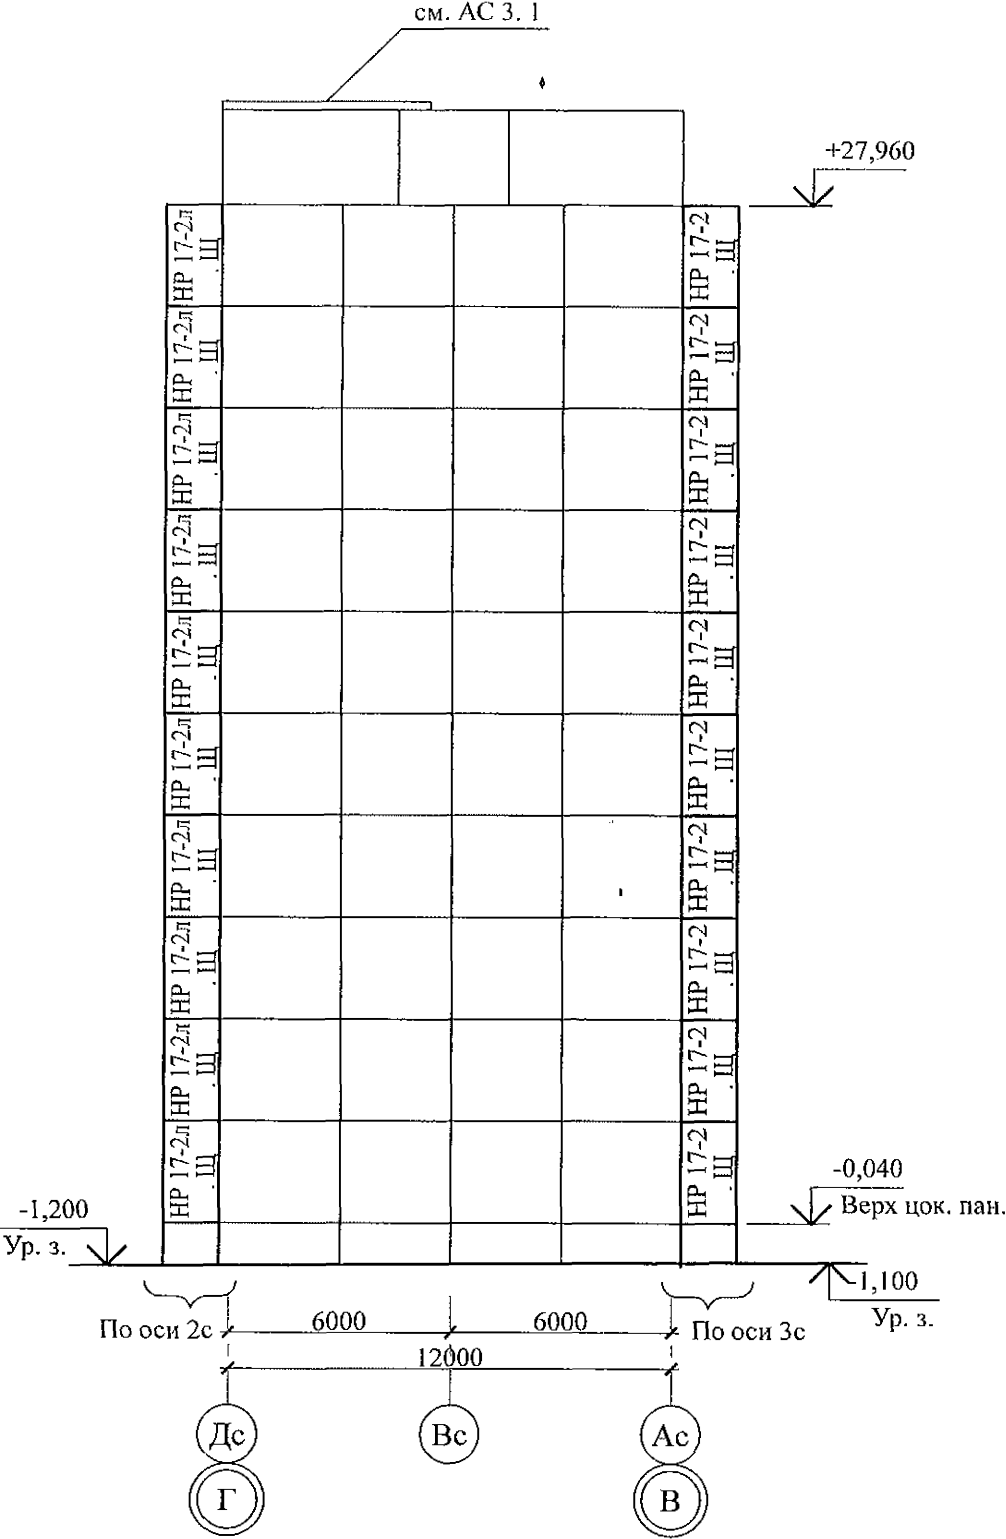 см. АС 3. 1
+27,960
НР 17-2л
Ш
НР 17-2
Ш
НР 17-2л
Ш
НР 17-2
Ш
НР 17-2л
Ш
НР 17-2
Ш
НР 17-2л
Ш
НР 17-2
Ш
НР 17-2л
Ш
НР 17-2
Ш
НР 17-2л
Ш
НР 17-2
Ш
НР 17-2л
Ш
НР 17-2
Ш
НР 17-2л
Ш
НР 17-2
Ш
НР 17-2л
Ш
НР 17-2
Ш
НР 17-2л
Ш
НР 17-2
Ш
-0,040
Верх цок. пан.
-1,200
Ур. з.
-1,100
Ур. з.
По оси 2с
6000
6000
По оси 3с
12000
Дс
Вс
Ас
Г
В